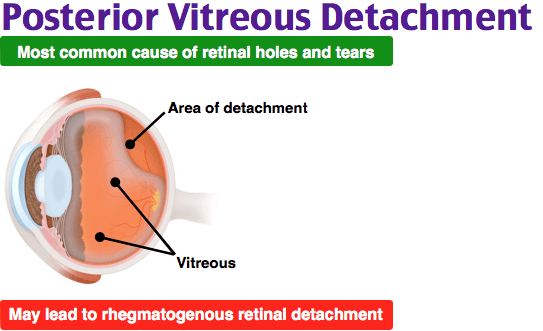 Posterior Vitreous Detachment
Most common cause of retinal holes and tears
Area of detachment
Vitreous
May lead to rhegmatogenous retinal detachment